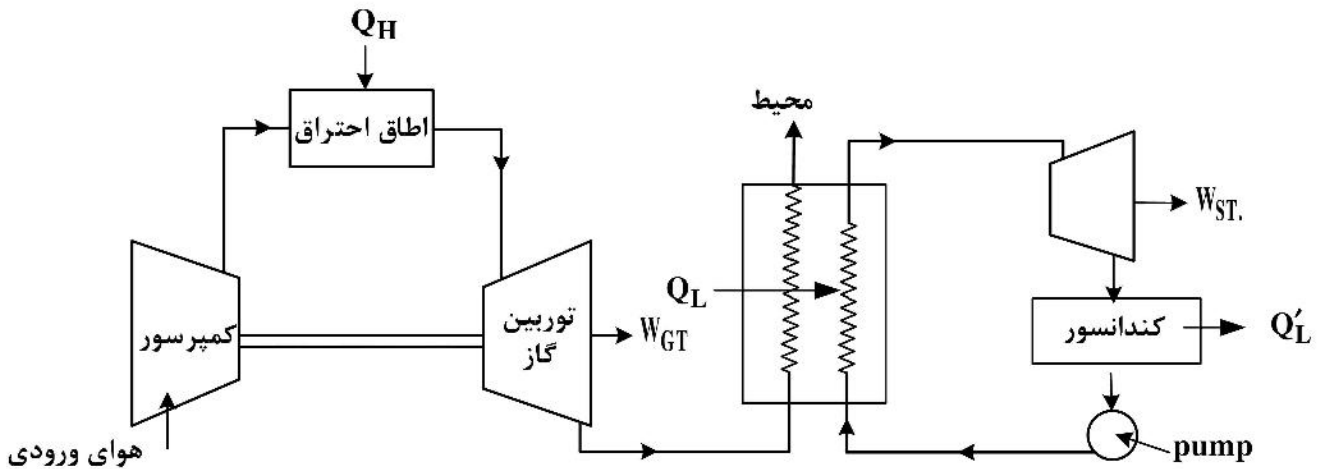 Q_H
اطاق احتراق
محیط
W_ST.
Q_L
کمپرسور
توربین
گاز
W_GT
کندانسور
Q'_L
هوای ورودی
pump